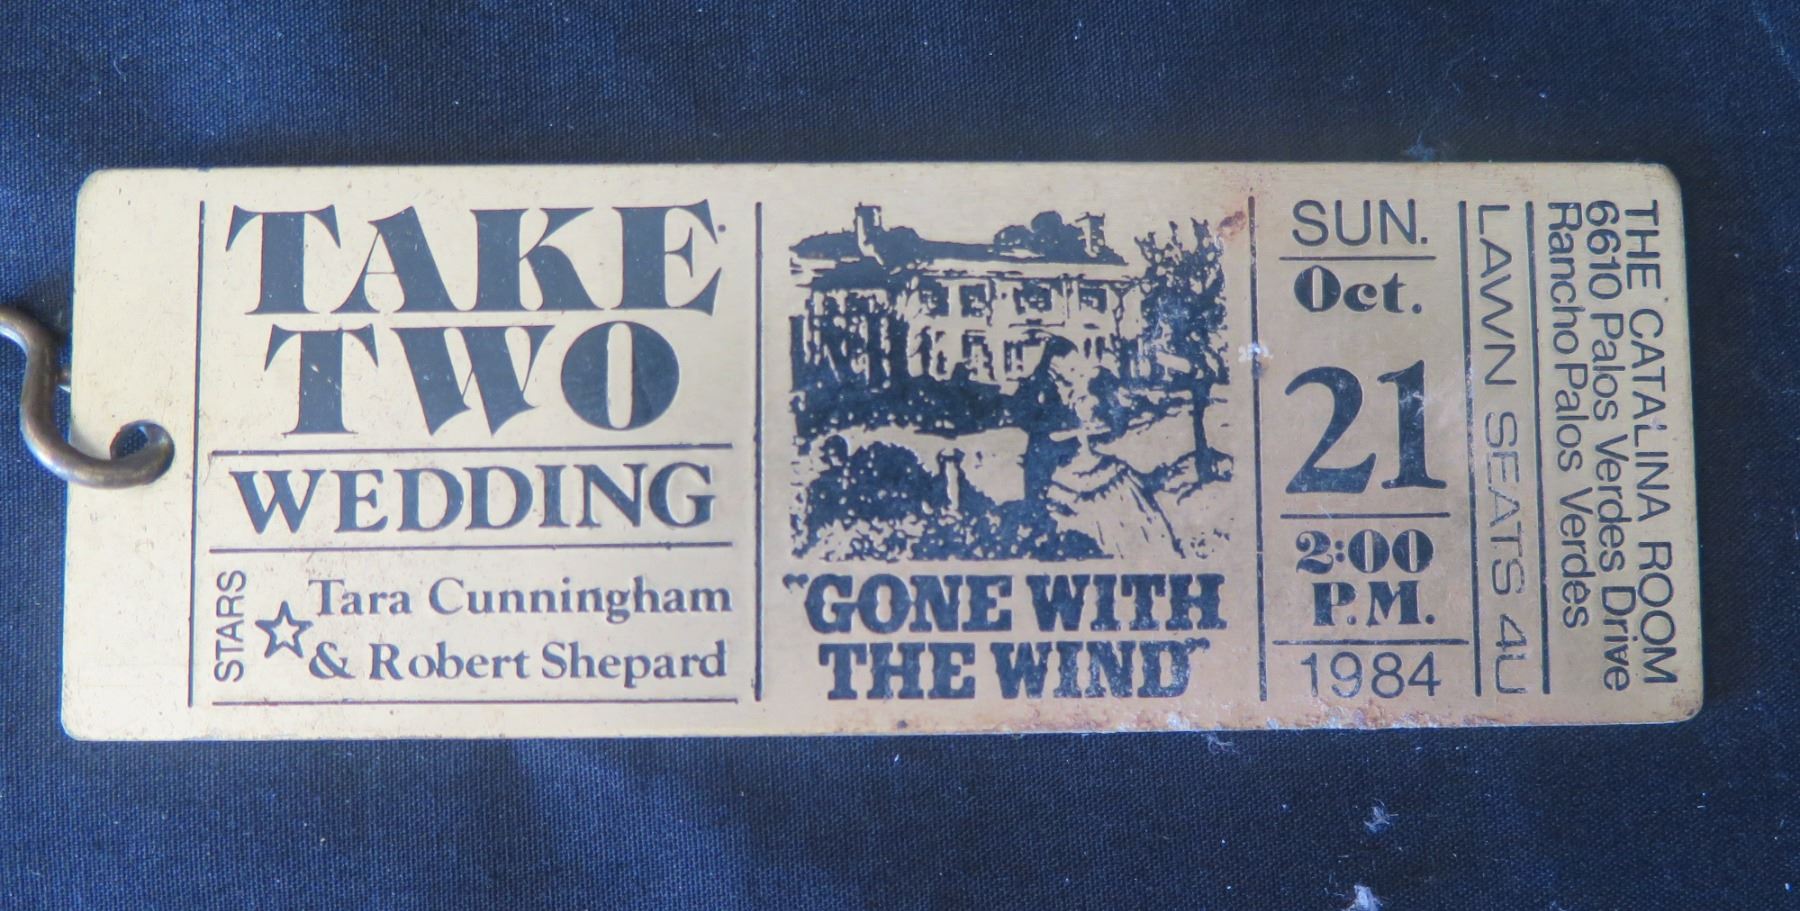 TAKE
TWO
WEDDING
STARS
Tara Cunningham
& Robert Shepard
"GONE WITH
THE WIND"
SUN.
Oct.
21
2:00
P.M.
1984
LAWN SEATS 4U
THE CATALINA ROOM
6610 Palos Verdes Drive
Rancho Palos Verdes